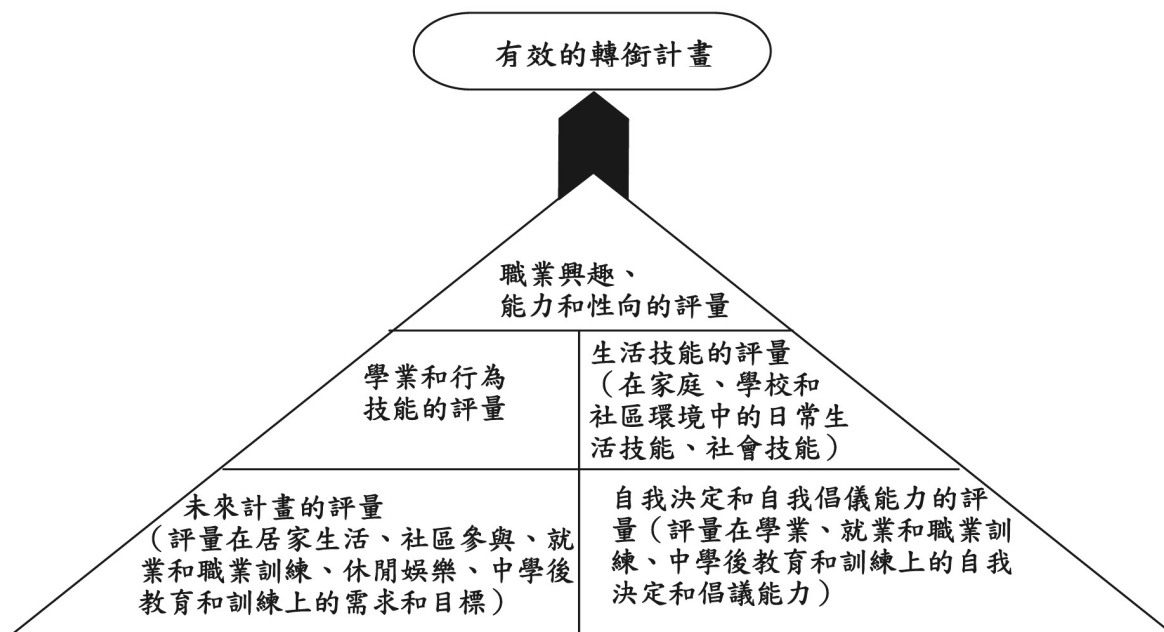 有效的轉銜計畫
職業興趣、
能力和性向的評量
學業和行為
技能的評量
生活技能的評量
（在家庭、學校和
社區環境中的日常生
活技能、社會技能）
未來計畫的評量
（評量在居家生活、社區參與、就
業和職業訓練、休閒娛樂、中學後
教育和訓練上的需求和目標）
自我決定和自我倡儀能力的評
量（評量在學業、就業和職業訓
練、中學後教育和訓練上的自我
決定和倡議能力）